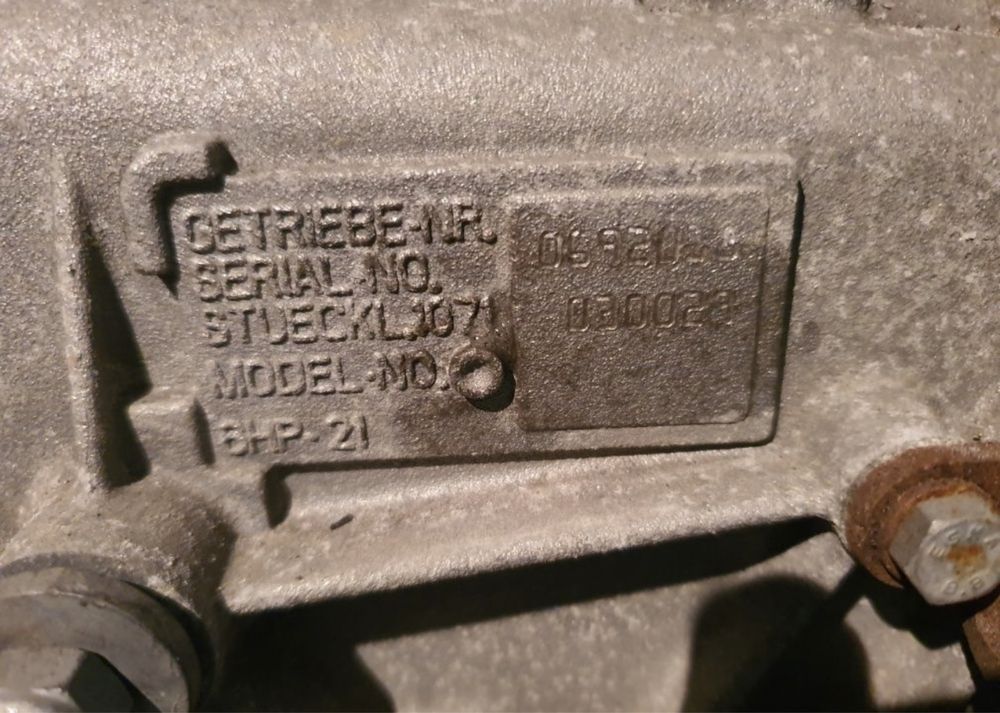 GETRIEBE-NR.
SERIAL-NO.
STUECKL.1071
030023
MODEL-NO.
6HP-21